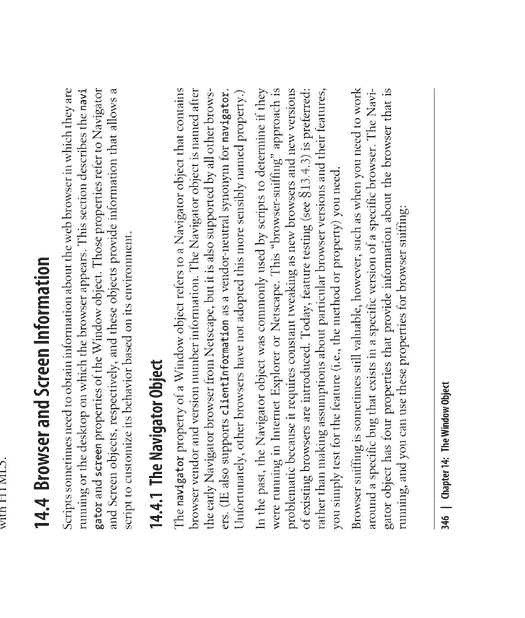 with HTML5.
14.4 Browser and Screen Information
Scripts sometimes need to obtain information about the web browser in which they are
running or the desktop on which the browser appears. This section describes the navi
gator and screen properties of the Window object. Those properties refer to Navigator
and Screen objects, respectively, and these objects provide information that allows a
script to customize its behavior based on its environment.
14.4.1 The Navigator Object
The navigator property of a Window object refers to a Navigator object that contains
browser vendor and version number information. The Navigator object is named after
the early Navigator browser from Netscape, but it is also supported by all other brows-
ers. (IE also supports clientInformation as a vendor-neutral synonym for navigator.
Unfortunately, other browsers have not adopted this more sensibly named property.)
In the past, the Navigator object was commonly used by scripts to determine if they
were running in Internet Explorer or Netscape. This “browser-sniffing” approach is
problematic because it requires constant tweaking as new browsers and new versions
of existing browsers are introduced. Today, feature testing (see §13.4.3) is preferred:
rather than making assumptions about particular browser versions and their features,
you simply test for the feature (i.e., the method or property) you need.
Browser sniffing is sometimes still valuable, however, such as when you need to work
around a specific bug that exists in a specific version of a specific browser. The Navi-
gator object has four properties that provide information about the browser that is
running, and you can use these properties for browser sniffing:
346 | Chapter 14: The Window Object